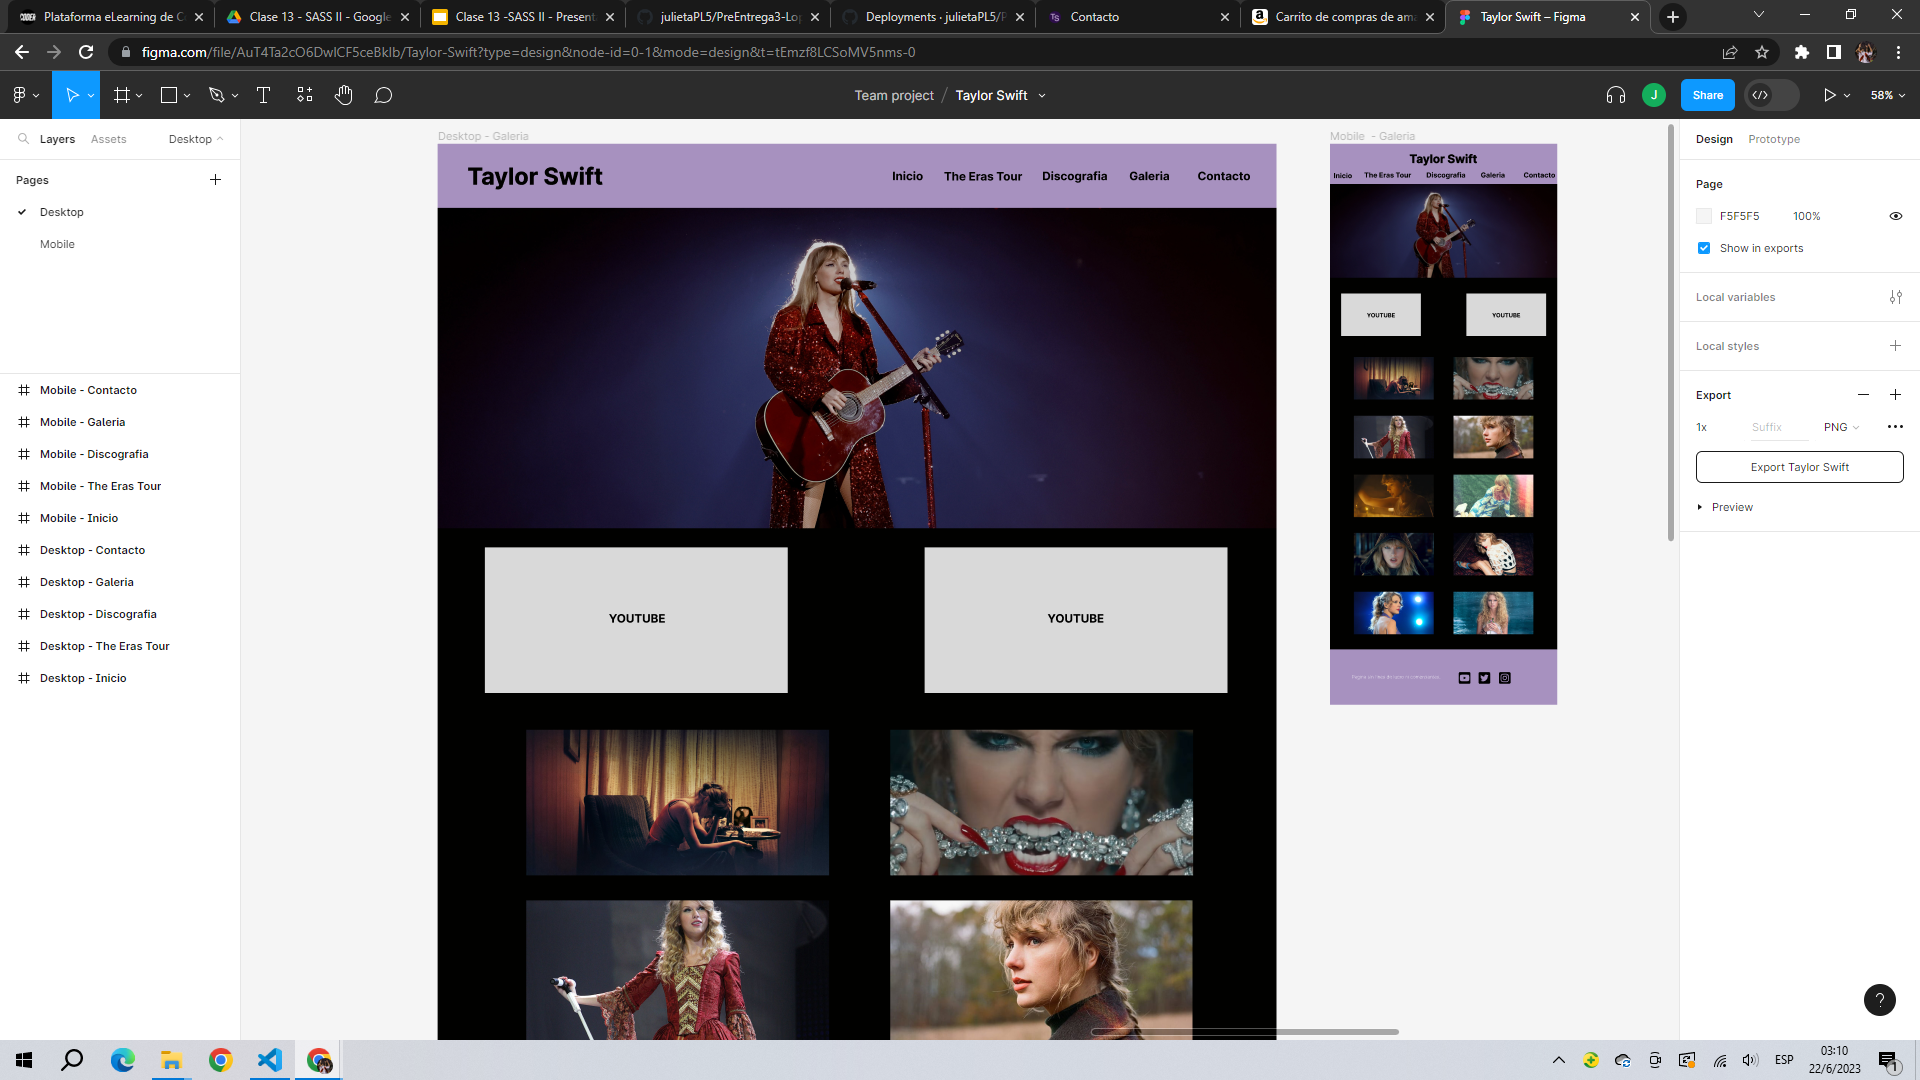 Plataforma eLearning de C
Clase 13 - SASS II - Google
Clase 13 -SASS II - Present
julietaPL5/PreEntrega3-Lop
Deployments · julietaPL5/P
Ts Contacto
Carrito de compras de ama
Taylor Swift – Figma
figma.com/file/AuT4Ta2cO6DwlCF5ceBklb/Taylor-Swift?type=design&node-id=0-1&mode=design&t=tEmzf8LCSoMV5nms-0
Team project / Taylor Swift
J
Share
58%
Layers
Assets
Desktop
Pages
Desktop
Mobile
Mobile - Contacto
Mobile - Galeria
Mobile - Discografia
Mobile - The Eras Tour
Mobile - Inicio
Desktop - Contacto
Desktop - Galeria
Desktop - Discografia
Desktop - The Eras Tour
Desktop - Inicio
Desktop - Galeria
Taylor Swift
Inicio
The Eras Tour
Discografia
Galeria
Contacto
YOUTUBE
YOUTUBE
Mobile - Galeria
Taylor Swift
Inicio
The Eras Tour
Discografia
Galeria
Contacto
YOUTUBE
YOUTUBE
Design
Prototype
Page
F5F5F5
100%
Show in exports
Local variables
Local styles
Export
1x
Suffix
PNG
Export Taylor Swift
Preview
?
ESP
03:10
22/6/2023
1